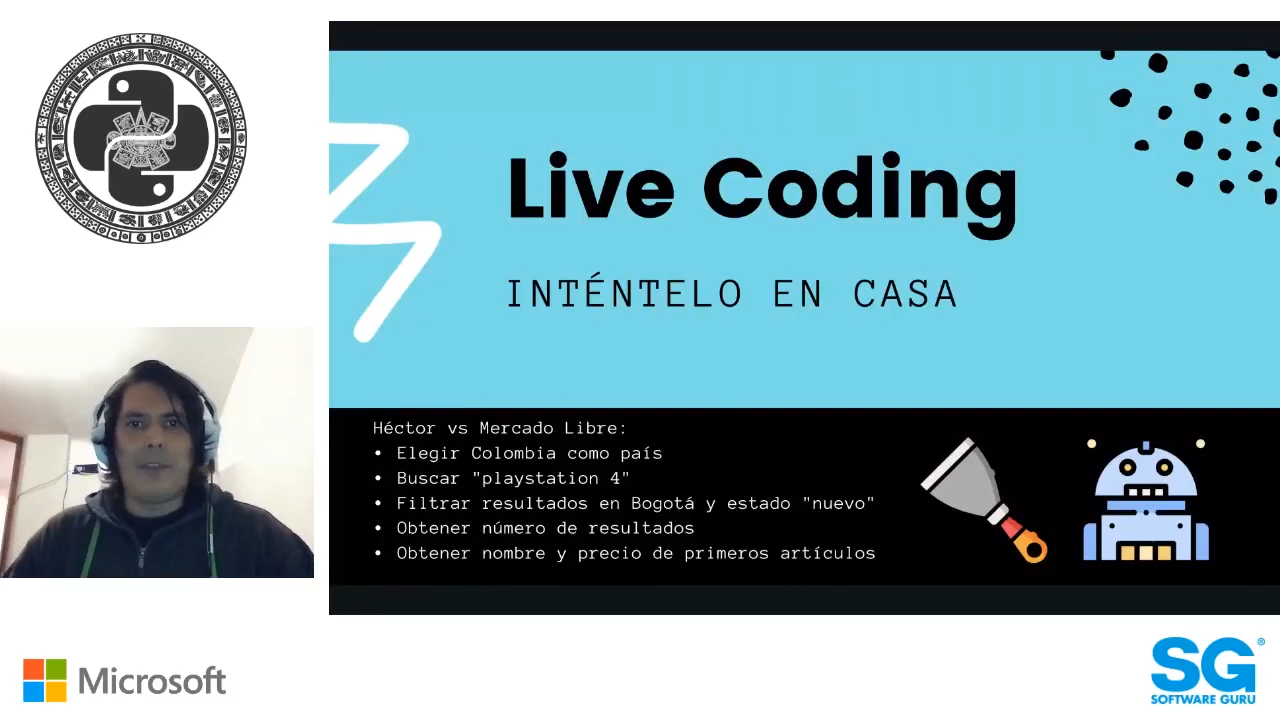 Live Coding
INTÉNTELO EN CASA
Héctor vs Mercado Libre:
• Elegir Colombia como país
• Buscar "playstation 4"
• Filtrar resultados en Bogotá y estado "nuevo"
• Obtener número de resultados
• Obtener nombre y precio de primeros artículos
Microsoft
SG®
SOFTWARE GURU